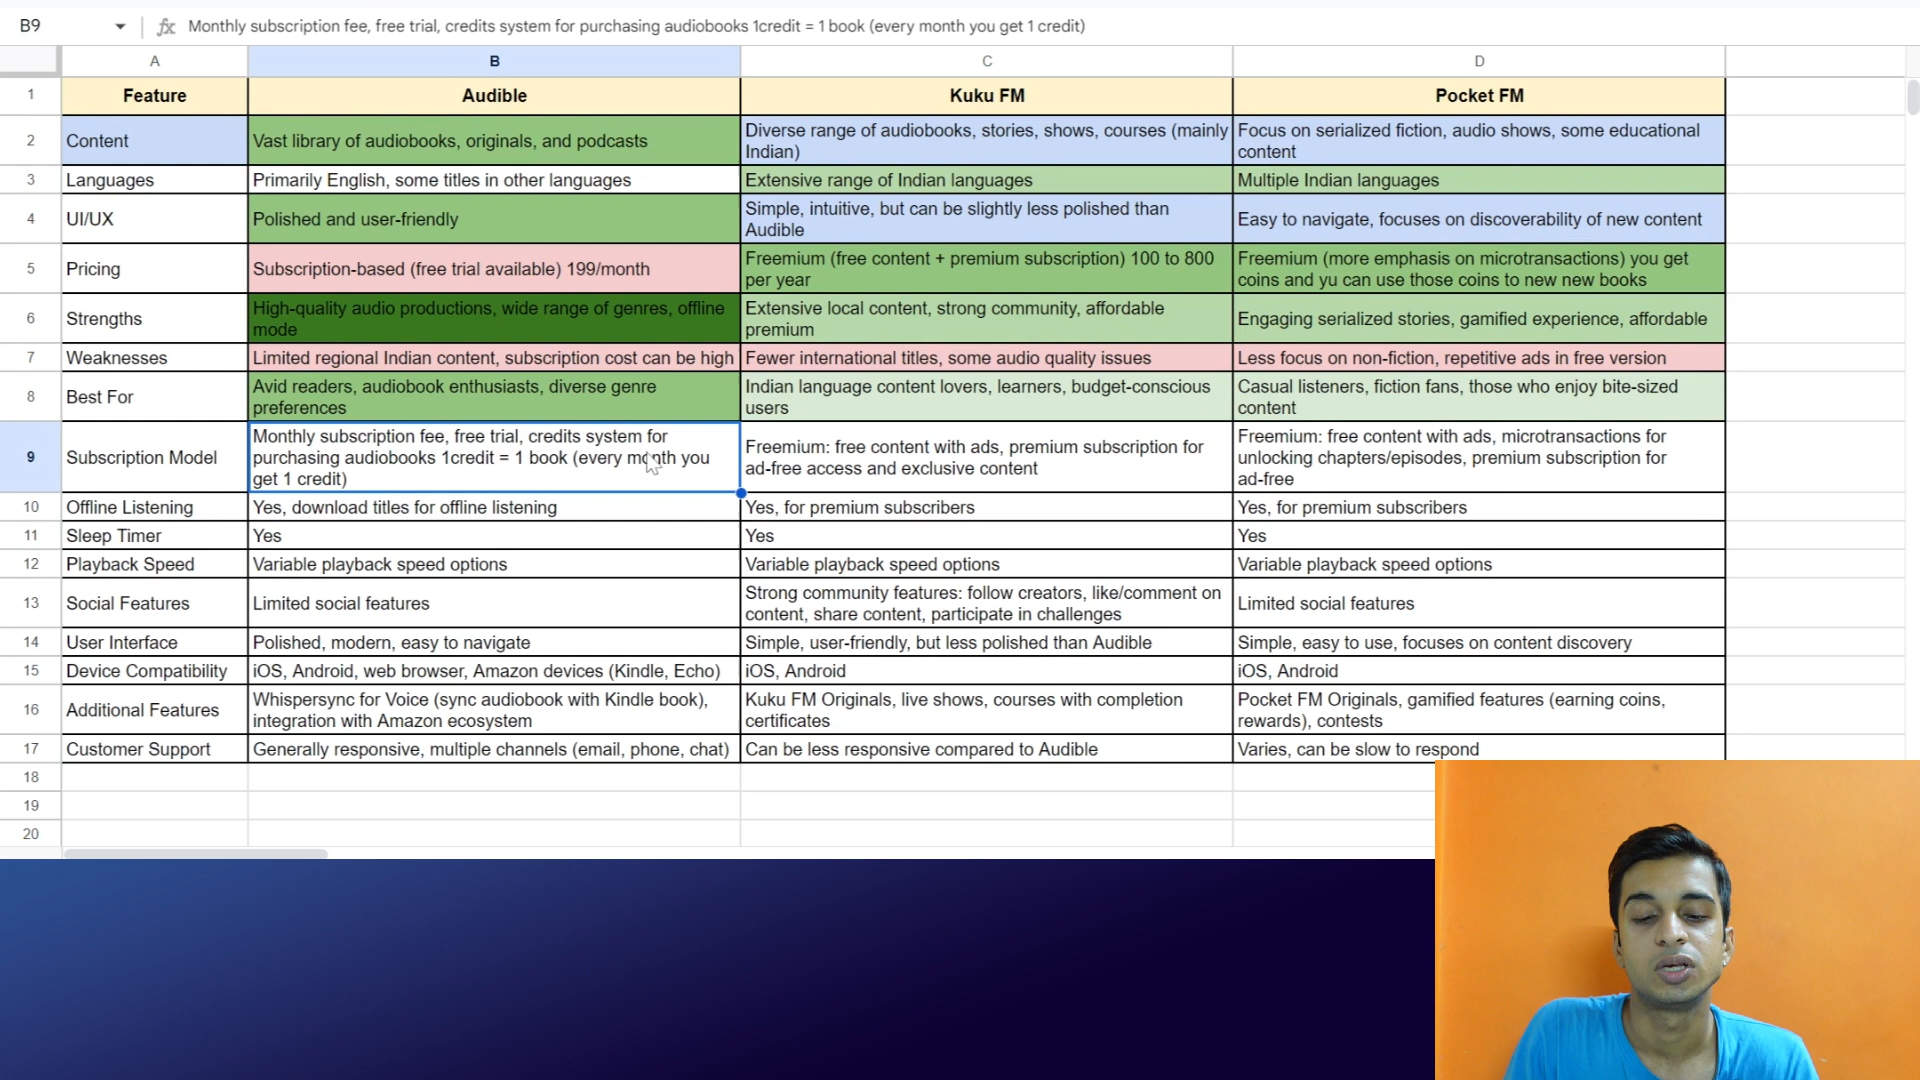 B9
fx Monthly subscription fee, free trial, credits system for purchasing audiobooks 1credit = 1 book (every month you get 1 credit)
A B C D
1 Feature Audible Kuku FM Pocket FM
2 Content Vast library of audiobooks, originals, and podcasts Diverse range of audiobooks, stories, shows, courses (mainly Indian) Focus on serialized fiction, audio shows, some educational content
3 Languages Primarily English, some titles in other languages Extensive range of Indian languages Multiple Indian languages
4 UI/UX Polished and user-friendly Simple, intuitive, but can be slightly less polished than Audible Easy to navigate, focuses on discoverability of new content
5 Pricing Subscription-based (free trial available) 199/month Freemium (free content + premium subscription) 100 to 800 per year Freemium (more emphasis on microtransactions) you get coins and yu can use those coins to new new books
6 Strengths High-quality audio productions, wide range of genres, offline mode Extensive local content, strong community, affordable premium Engaging serialized stories, gamified experience, affordable
7 Weaknesses Limited regional Indian content, subscription cost can be high Fewer international titles, some audio quality issues Less focus on non-fiction, repetitive ads in free version
8 Best For Avid readers, audiobook enthusiasts, diverse genre preferences Indian language content lovers, learners, budget-conscious users Casual listeners, fiction fans, those who enjoy bite-sized content
9 Subscription Model Monthly subscription fee, free trial, credits system for purchasing audiobooks 1credit = 1 book (every month you get 1 credit) Freemium: free content with ads, premium subscription for ad-free access and exclusive content Freemium: free content with ads, microtransactions for unlocking chapters/episodes, premium subscription for ad-free
10 Offline Listening Yes, download titles for offline listening Yes, for premium subscribers Yes, for premium subscribers
11 Sleep Timer Yes Yes Yes
12 Playback Speed Variable playback speed options Variable playback speed options Variable playback speed options
13 Social Features Limited social features Strong community features: follow creators, like/comment on content, share content, participate in challenges Limited social features
14 User Interface Polished, modern, easy to navigate Simple, user-friendly, but less polished than Audible Simple, easy to use, focuses on content discovery
15 Device Compatibility iOS, Android, web browser, Amazon devices (Kindle, Echo) iOS, Android iOS, Android
16 Additional Features Whispersync for Voice (sync audiobook with Kindle book), integration with Amazon ecosystem Kuku FM Originals, live shows, courses with completion certificates Pocket FM Originals, gamified features (earning coins, rewards), contests
17 Customer Support Generally responsive, multiple channels (email, phone, chat) Can be less responsive compared to Audible Varies, can be slow to respond
18
19
20